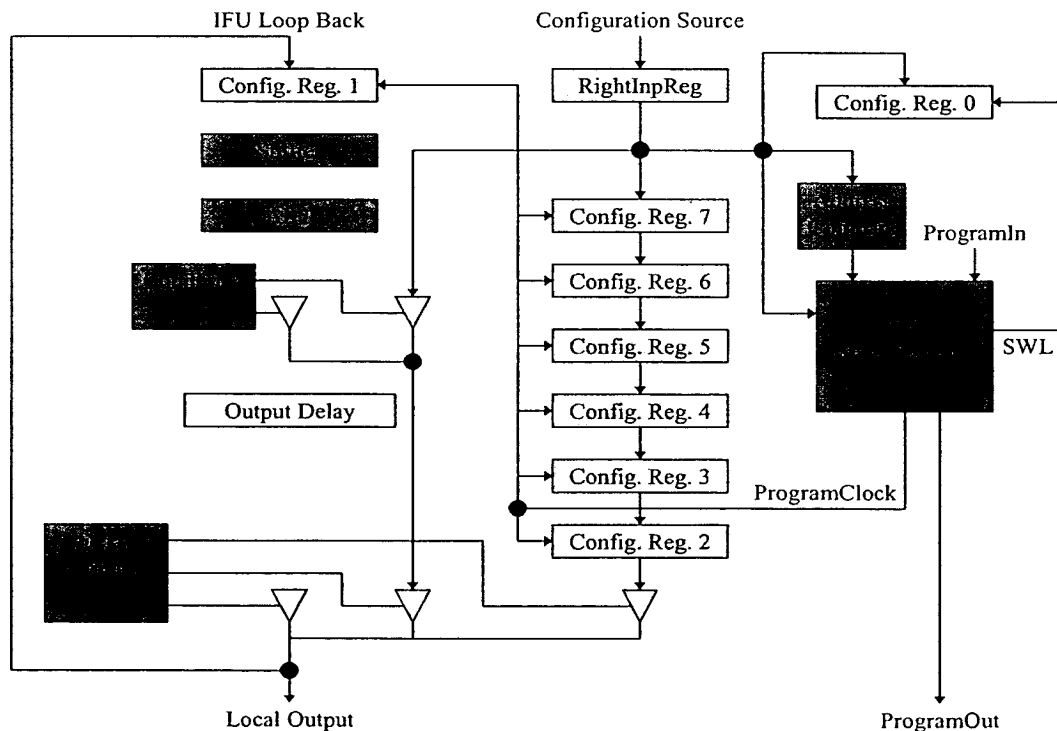 IFU Loop Back
Configuration Source
Config. Reg. 1
RightInpReg
Config. Reg. 0
Config. Reg. 7
ProgramIn
Config. Reg. 6
Config. Reg. 5
SWL
Output Delay
Config. Reg. 4
Config. Reg. 3
ProgramClock
Config. Reg. 2
Local Output
ProgramOut